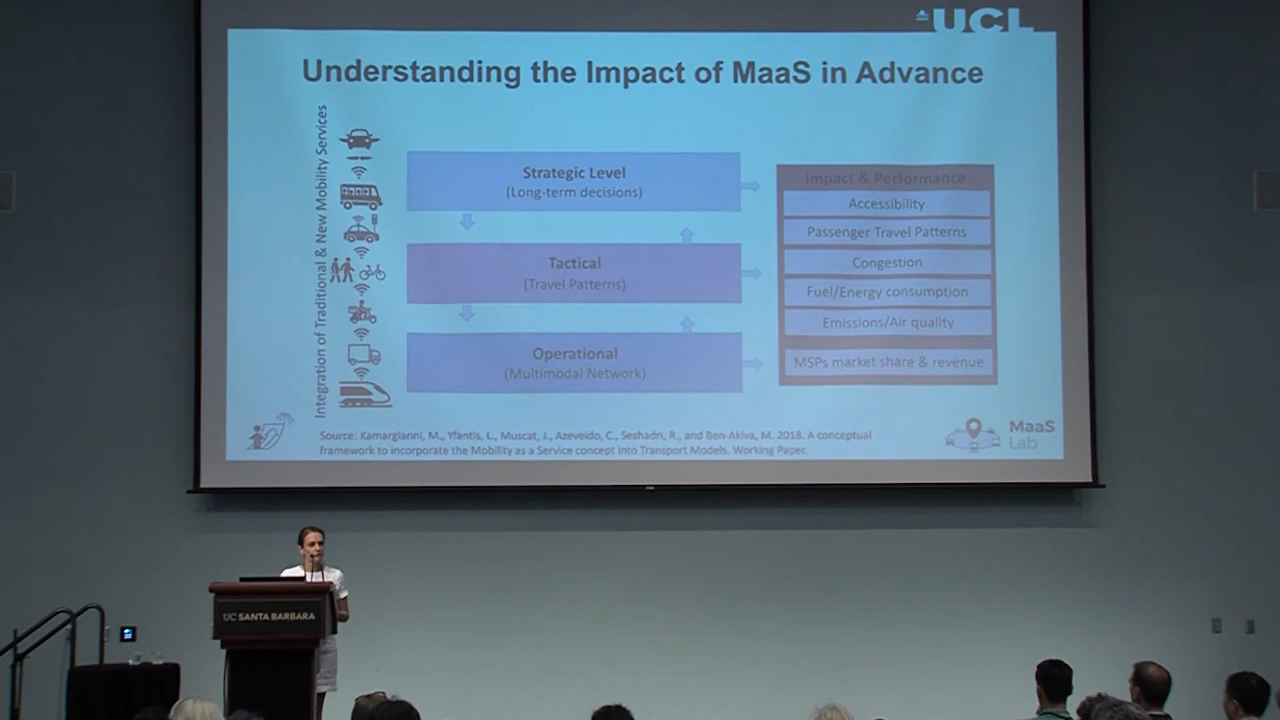 UCL
Understanding the Impact of MaaS in Advance
Integration of Traditional & New Mobility Services
Strategic Level
(Long-term decisions)
Tactical
(Travel Patterns)
Operational
(Multimodal Network)
Impact & Performance
Accessibility
Passenger Travel Patterns
Congestion
Fuel/Energy consumption
Emissions/Air quality
MSPs market share & revenue
Source: Kamargianni, M., Yfantis, L., Muscat, J., Azeveido, C., Seshadri, R., and Ben-Akiva, M. 2018. A conceptual
framework to incorporate the Mobility as a Service concept into Transport Models. Working Paper.
MaaS
Lab
UC SANTA BARBARA